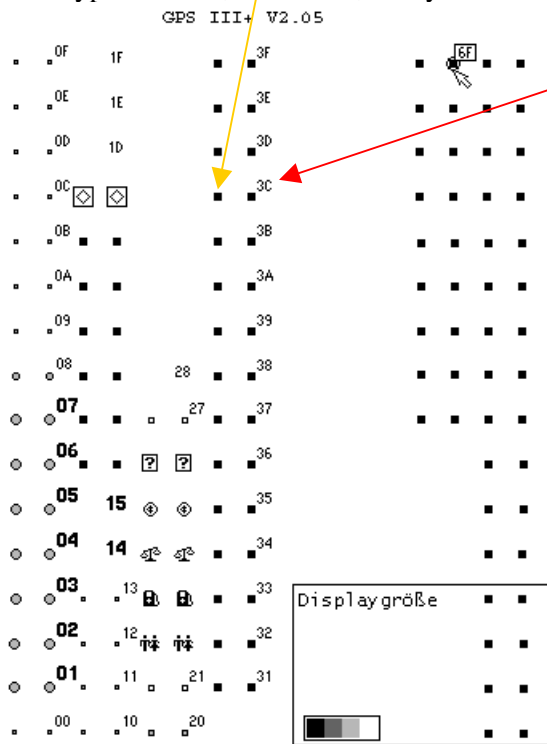 GPS III+ V2.05
0F 1F 3F 6F
0E 1E 3E
0D 1D 3D
0C 3C
0B 3B
0A 3A
09 39
08 28 38
07 27 37
06 ? ? 36
05 15 35
04 14 34
03 13 33
Displaygröße
02 12 32
01 11 21 31
00 10 20